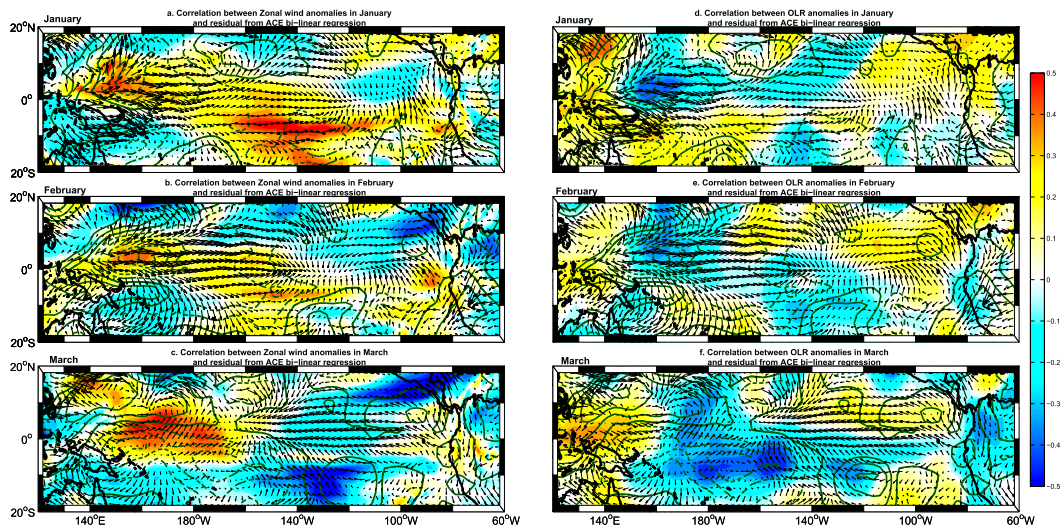 January
a. Correlation between Zonal wind anomalies in January
and residual from ACE bi−linear regression
20°N
0°
20°S
February
b. Correlation between Zonal wind anomalies in February
and residual from ACE bi−linear regression
20°N
0°
20°S
March
c. Correlation between Zonal wind anomalies in March
and residual from ACE bi−linear regression
20°N
0°
20°S
140°E 180°W 140°W 100°W 60°W
January
d. Correlation between OLR anomalies in January
and residual from ACE bi−linear regression
February
e. Correlation between OLR anomalies in February
and residual from ACE bi−linear regression
March
f. Correlation between OLR anomalies in March
and residual from ACE bi−linear regression
140°E 180°W 140°W 100°W 60°W
0.5
0.4
0.3
0.2
0.1
0
−0.1
−0.2
−0.3
−0.4
−0.5